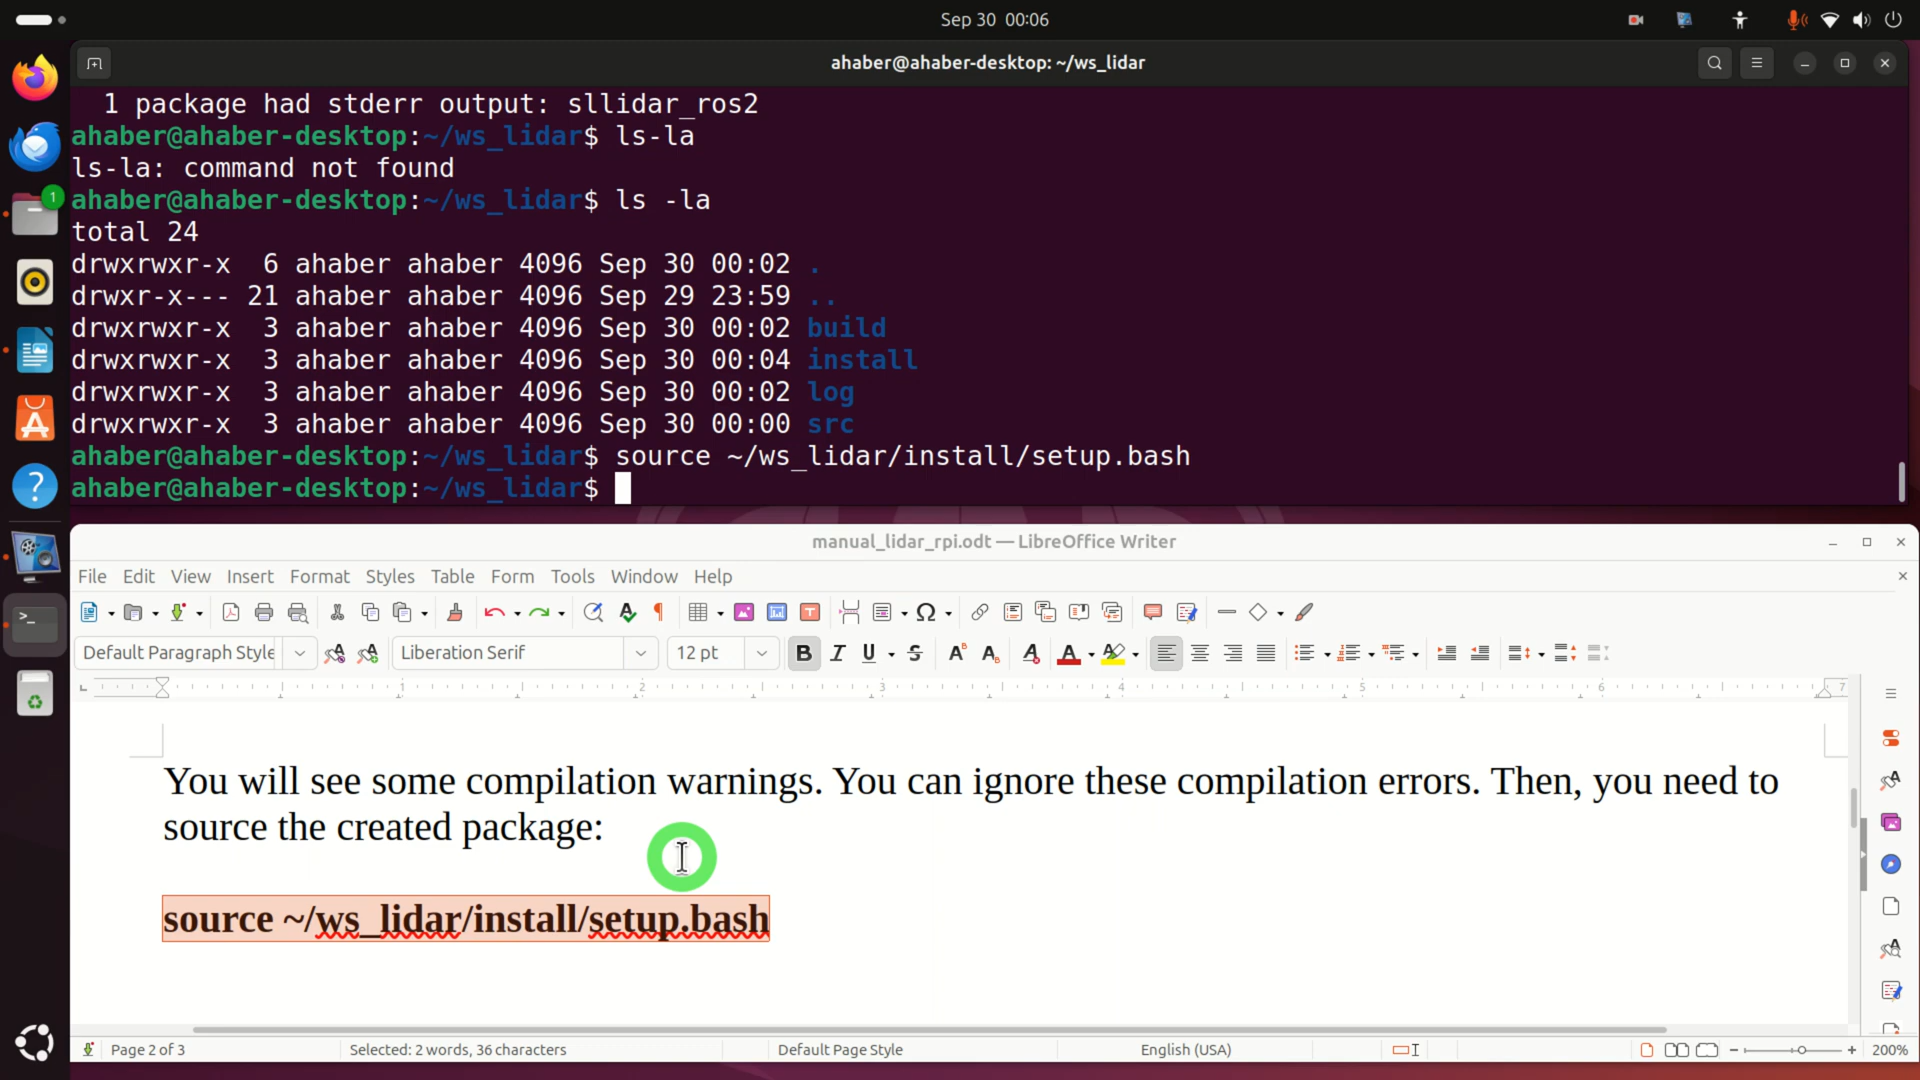 Sep 30 00:06
ahaber@ahaber-desktop: ~/ws_lidar
1 package had stderr output: sllidar_ros2
ahaber@ahaber-desktop:~/ws_lidar$ ls-la
ls-la: command not found
ahaber@ahaber-desktop:~/ws_lidar$ ls -la
total 24
drwxrwxr-x  6 ahaber ahaber 4096 Sep 30 00:02 .
drwxr-x--- 21 ahaber ahaber 4096 Sep 29 23:59 ..
drwxrwxr-x  3 ahaber ahaber 4096 Sep 30 00:02 build
drwxrwxr-x  3 ahaber ahaber 4096 Sep 30 00:04 install
drwxrwxr-x  3 ahaber ahaber 4096 Sep 30 00:02 log
drwxrwxr-x  3 ahaber ahaber 4096 Sep 30 00:00 src
ahaber@ahaber-desktop:~/ws_lidar$ source ~/ws_lidar/install/setup.bash
ahaber@ahaber-desktop:~/ws_lidar$
1
manual_lidar_rpi.odt — LibreOffice Writer
File Edit View Insert Format Styles Table Form Tools Window Help
Default Paragraph Style Liberation Serif 12 pt
1 2 3 4 5 6 7
You will see some compilation warnings. You can ignore these compilation errors. Then, you need to
source the created package:
source ~/ws_lidar/install/setup.bash
Page 2 of 3 Selected: 2 words, 36 characters Default Page Style English (USA) 200%